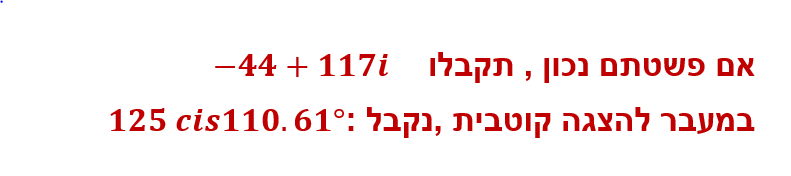 אם פשטתם נכון , תקבלו −44 + 117i
במעבר להצגה קוטבית ,נקבל :125 cis110.61°